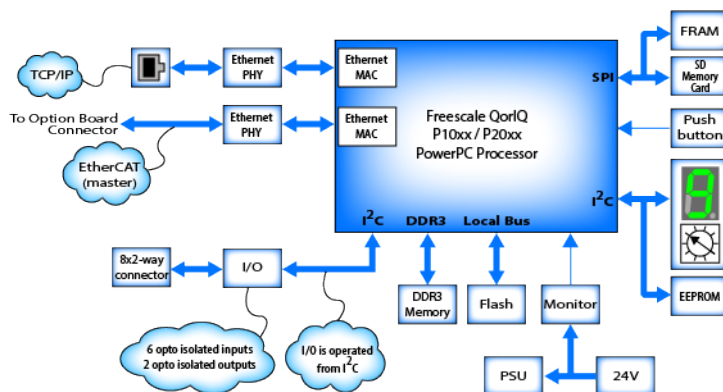 TCP/IP
Ethernet
PHY
Ethernet
MAC
To Option Board
Connector
Ethernet
PHY
Ethernet
MAC
EtherCAT
(master)
Freescale QorIQ
P10xx / P20xx
PowerPC Processor
SPI
I²C
I²C
DDR3
Local Bus
FRAM
SD
Memory
Card
Push
button
9
EEPROM
8x2-way
connector
I/O
DDR3
Memory
Flash
Monitor
6 opto isolated inputs
2 opto isolated outputs
I/0 is operated
from I²C
PSU
24V